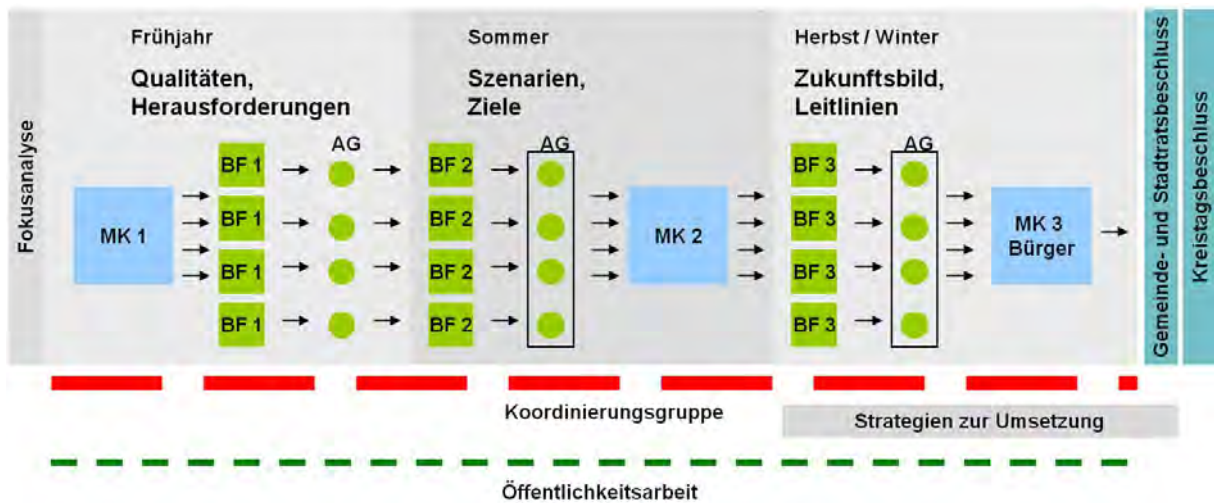 Fokusanalyse
Frühjahr
Qualitäten,
Herausforderungen
Sommer
Szenarien,
Ziele
Herbst / Winter
Zukunftsbild,
Leitlinien
MK 1
BF 1
BF 1
BF 1
BF 1
AG
BF 2
BF 2
BF 2
BF 2
AG
MK 2
BF 3
BF 3
BF 3
BF 3
AG
MK 3
Bürger
Gemeinde- und Stadtratsbeschluss
Kreistagsbeschluss
Koordinierungsgruppe
Strategien zur Umsetzung
Öffentlichkeitsarbeit